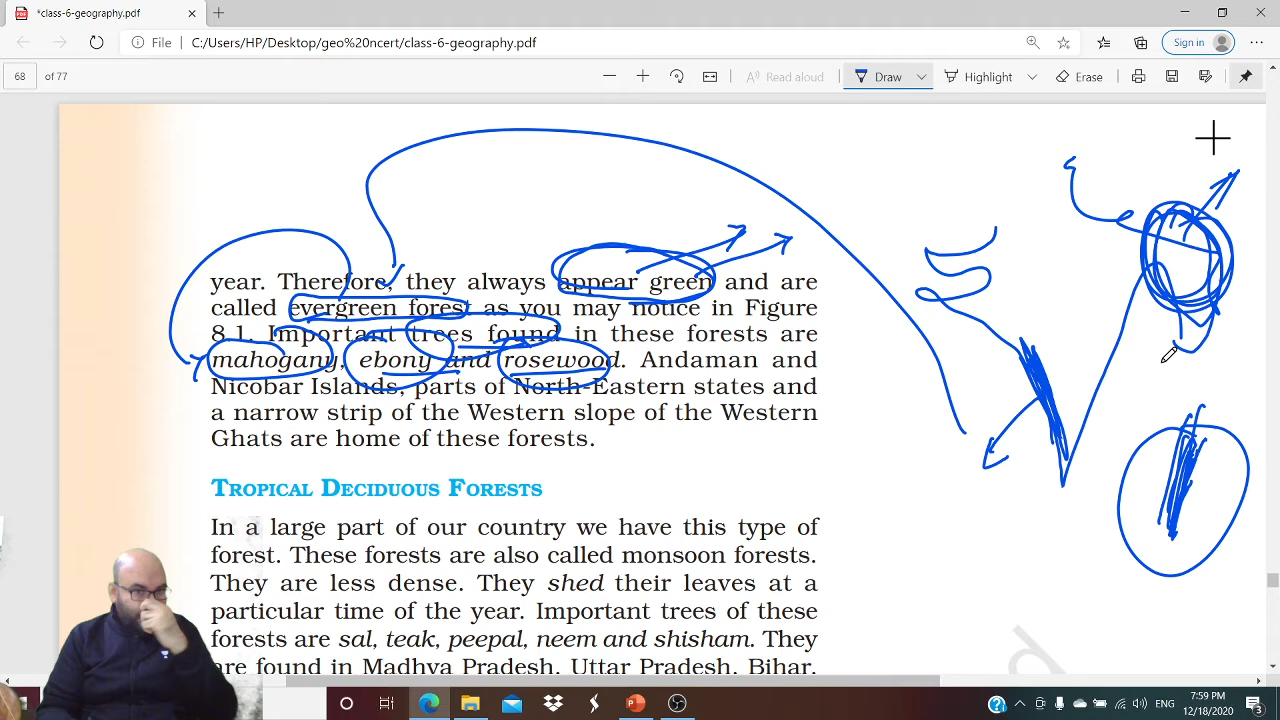 *class-6-geography.pdf
File
C:/Users/HP/Desktop/geo%20ncert/class-6-geography.pdf
Sign in
68 of 77
Read aloud
Draw
Highlight
Erase
year. Therefore, they always appear green and are
called evergreen forest as you may notice in Figure
8.1. Important trees found in these forests are
mahogany, ebony and rosewood. Andaman and
Nicobar Islands, parts of North-Eastern states and
a narrow strip of the Western slope of the Western
Ghats are home of these forests.
TROPICAL DECIDUOUS FORESTS
In a large part of our country we have this type of
forest. These forests are also called monsoon forests.
They are less dense. They shed their leaves at a
particular time of the year. Important trees of these
forests are sal, teak, peepal, neem and shisham. They
are found in Madhya Pradesh, Uttar Pradesh, Bihar,
d
ENG
7:59 PM
12/18/2020
3